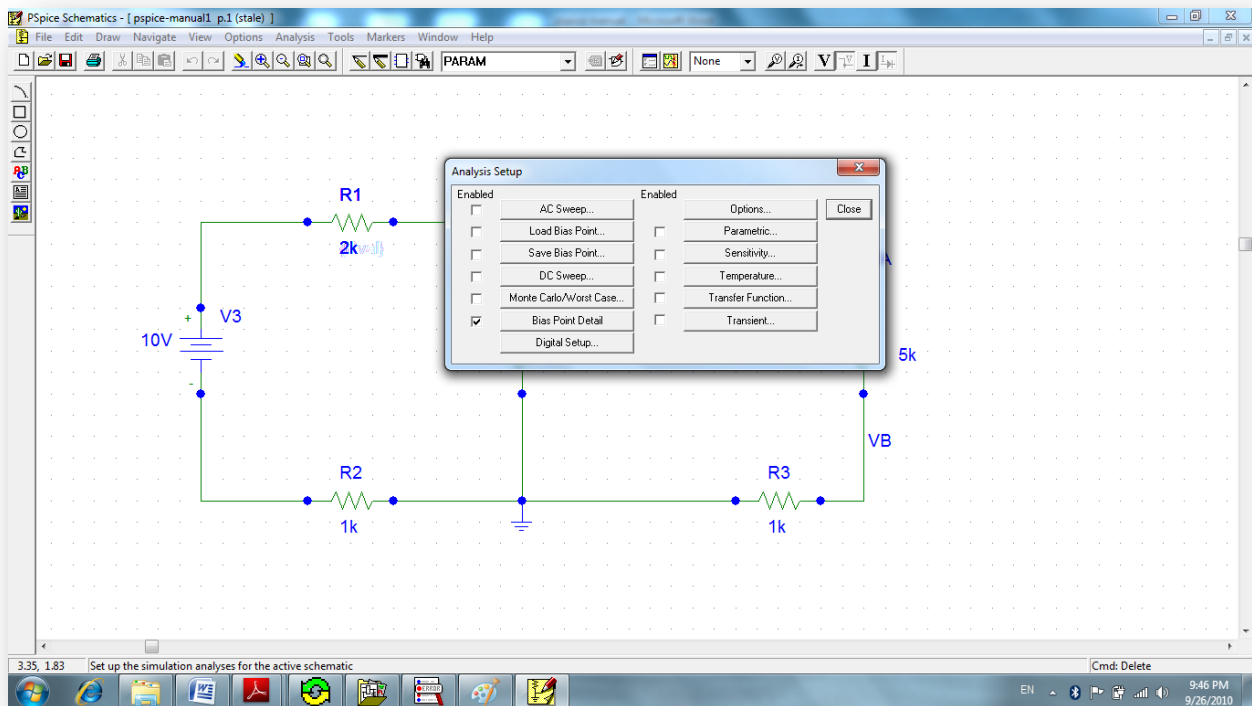 PSpice Schematics - [ pspice-manual1 p.1 (stale) ]
File Edit Draw Navigate View Options Analysis Tools Markers Window Help
PARAM
None
V V I I
Analysis Setup
Enabled Enabled
AC Sweep... Options... Close
Load Bias Point... Parametric...
Save Bias Point... Sensitivity...
DC Sweep... Temperature...
Monte Carlo/Worst Case... Transfer Function...
Bias Point Detail Transient...
Digital Setup...
R1
2k
A
+ V3
10V
-
5k
VB
R2
1k
R3
1k
3.35, 1.83 Set up the simulation analyses for the active schematic Cmd: Delete
ERROR
EN 9:46 PM
9/26/2010